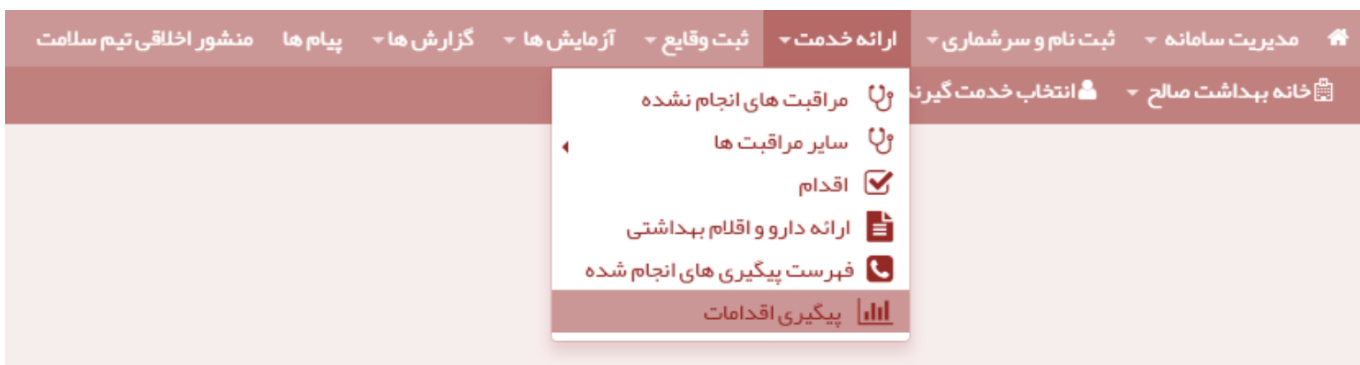 مدیریت سامانه ثبت نام و سرشماری ارائه خدمت ثبت وقایع آزمایش ها گزارش ها پیام ها منشور اخلاقی تیم سلامت
خانه بهداشت صالح انتخاب خدمت گیرند
مراقبت های انجام نشده
سایر مراقبت ها
اقدام
ارائه دارو و اقلام بهداشتی
فهرست پیگیری های انجام شده
پیگیری اقدامات